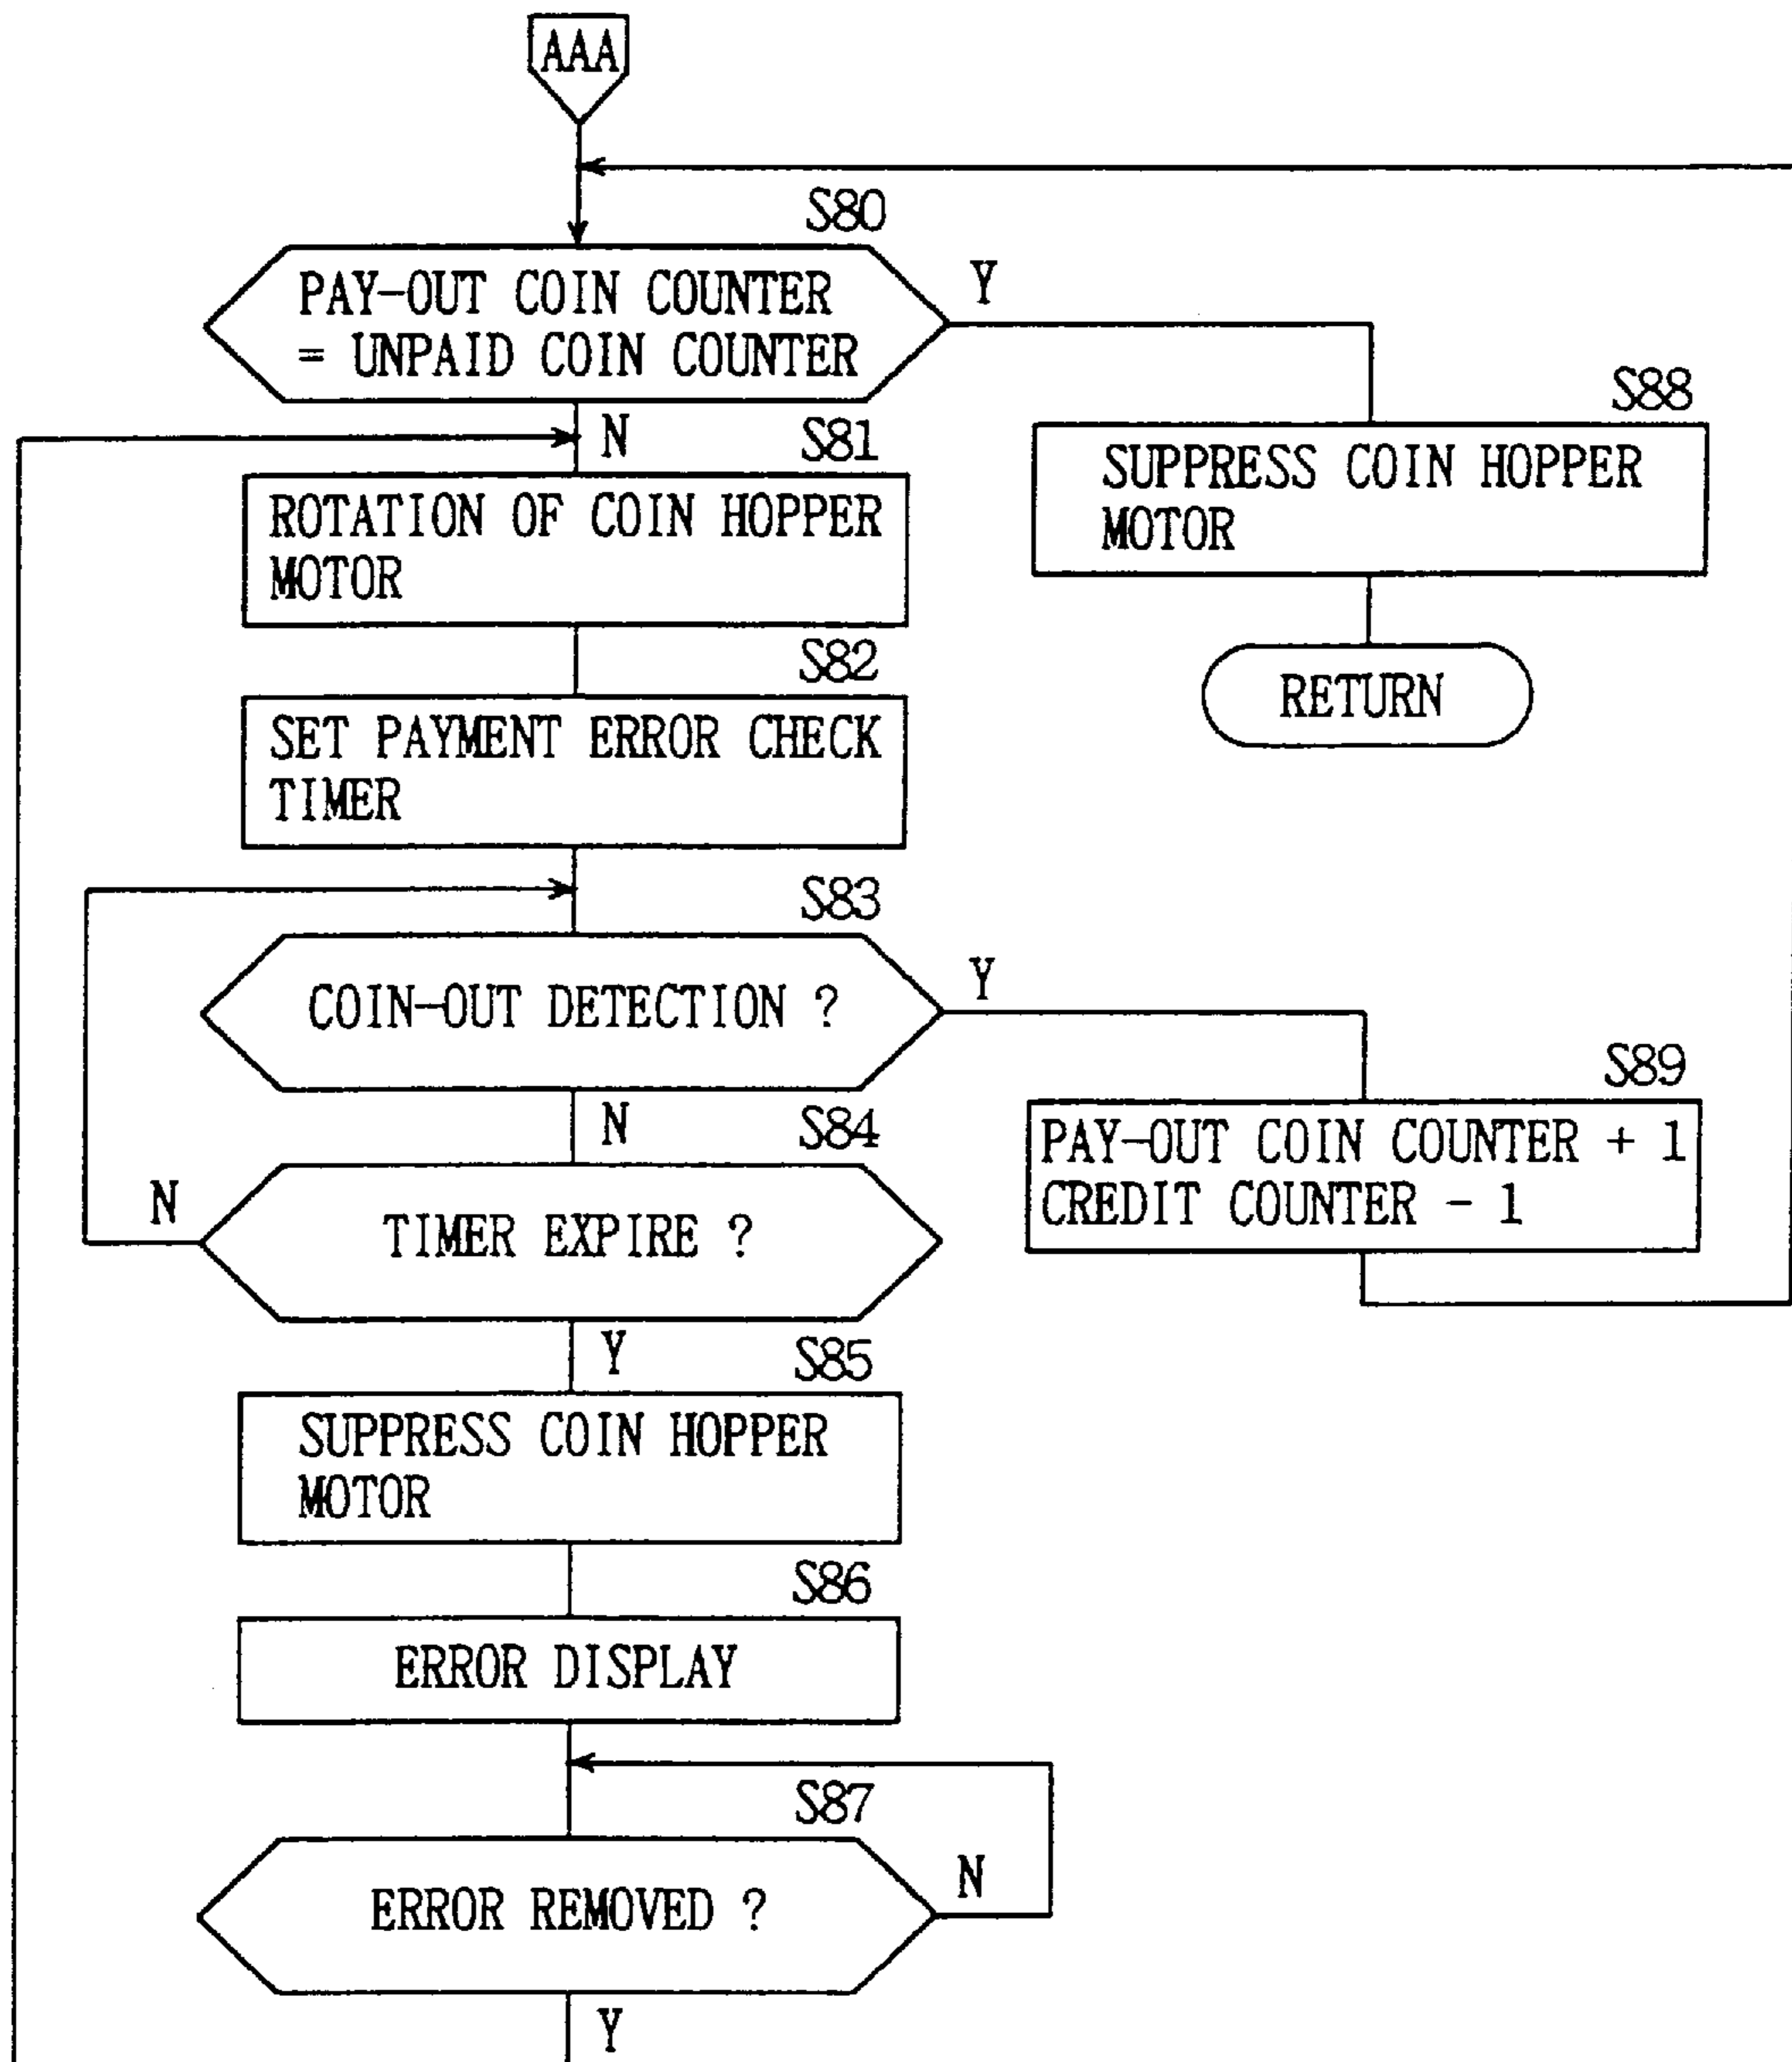 AAA
S80
PAY-OUT COIN COUNTER
= UNPAID COIN COUNTER
Y
N
S88
SUPPRESS COIN HOPPER
MOTOR
RETURN
S81
ROTATION OF COIN HOPPER
MOTOR
S82
SET PAYMENT ERROR CHECK
TIMER
S83
COIN-OUT DETECTION ?
Y
N
S89
PAY-OUT COIN COUNTER + 1
CREDIT COUNTER - 1
S84
N
TIMER EXPIRE ?
Y
S85
SUPPRESS COIN HOPPER
MOTOR
S86
ERROR DISPLAY
S87
ERROR REMOVED ?
N
Y